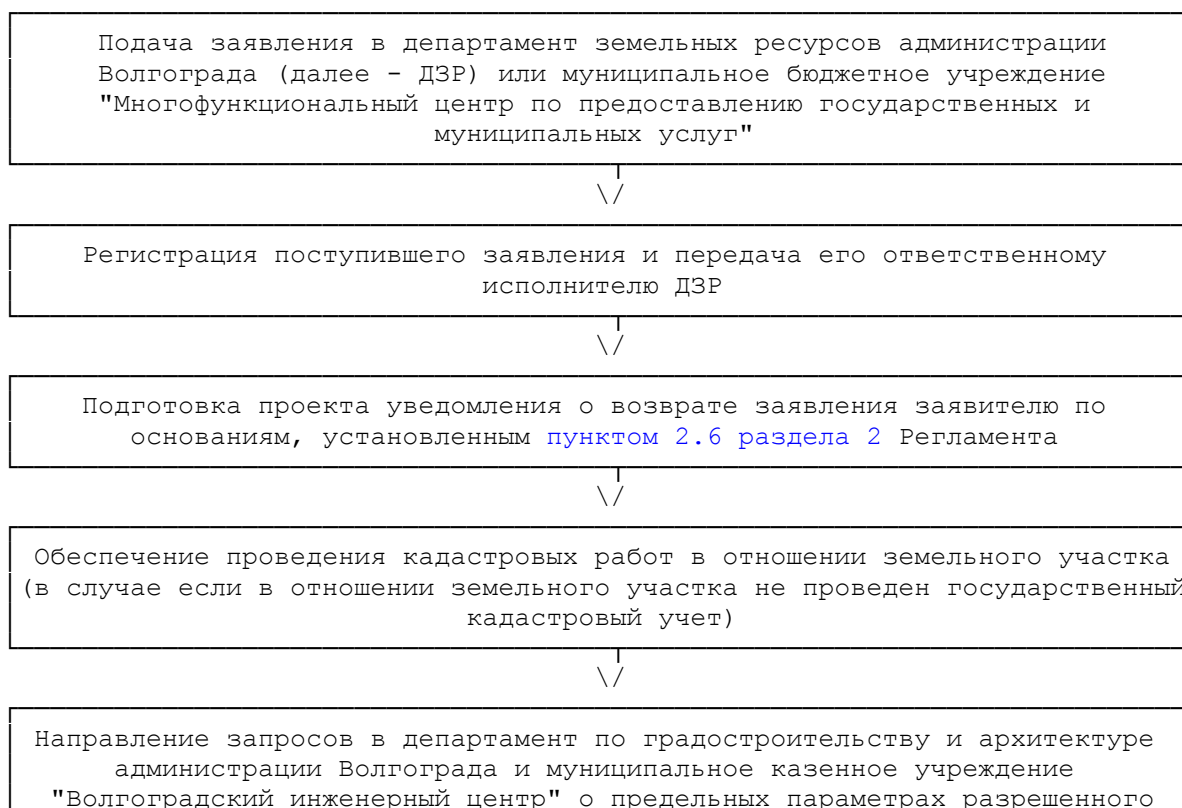 Подача заявления в департамент земельных ресурсов администрации
Волгограда (далее - ДЗР) или муниципальное бюджетное учреждение
"Многофункциональный центр по предоставлению государственных и
муниципальных услуг"
\/
Регистрация поступившего заявления и передача его ответственному
исполнителю ДЗР
\/
Подготовка проекта уведомления о возврате заявления заявителю по
основаниям, установленным пунктом 2.6 раздела 2 Регламента
\/
Обеспечение проведения кадастровых работ в отношении земельного участка
(в случае если в отношении земельного участка не проведен государственный
кадастровый учет)
\/
Направление запросов в департамент по градостроительству и архитектуре
администрации Волгограда и муниципальное казенное учреждение
"Волгоградский инженерный центр" о предельных параметрах разрешенного